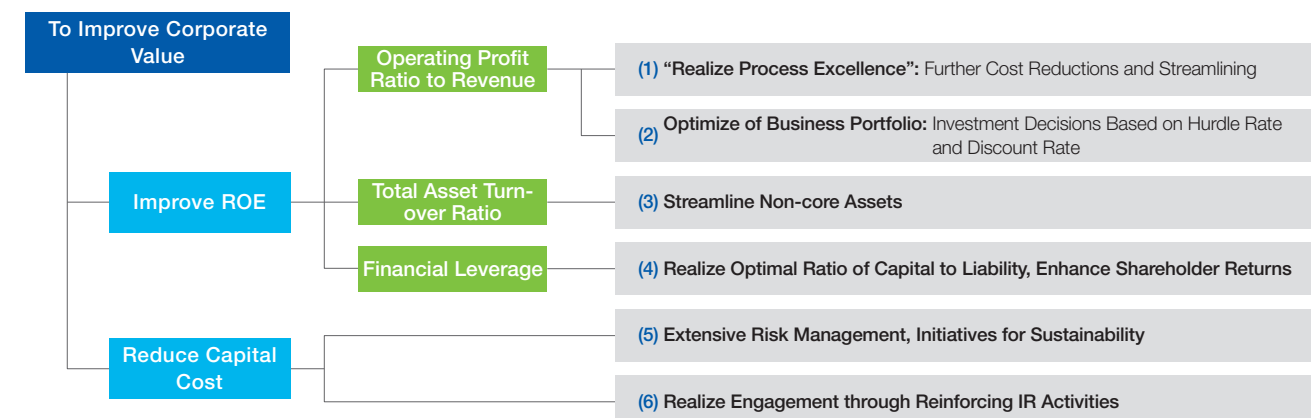 To Improve Corporate
Value
Operating Profit
Ratio to Revenue
(1) “Realize Process Excellence”: Further Cost Reductions and Streamlining
(2) Optimize of Business Portfolio: Investment Decisions Based on Hurdle Rate
and Discount Rate
Improve ROE
Total Asset Turn-
over Ratio
(3) Streamline Non-core Assets
Financial Leverage
(4) Realize Optimal Ratio of Capital to Liability, Enhance Shareholder Returns
Reduce Capital
Cost
(5) Extensive Risk Management, Initiatives for Sustainability
(6) Realize Engagement through Reinforcing IR Activities